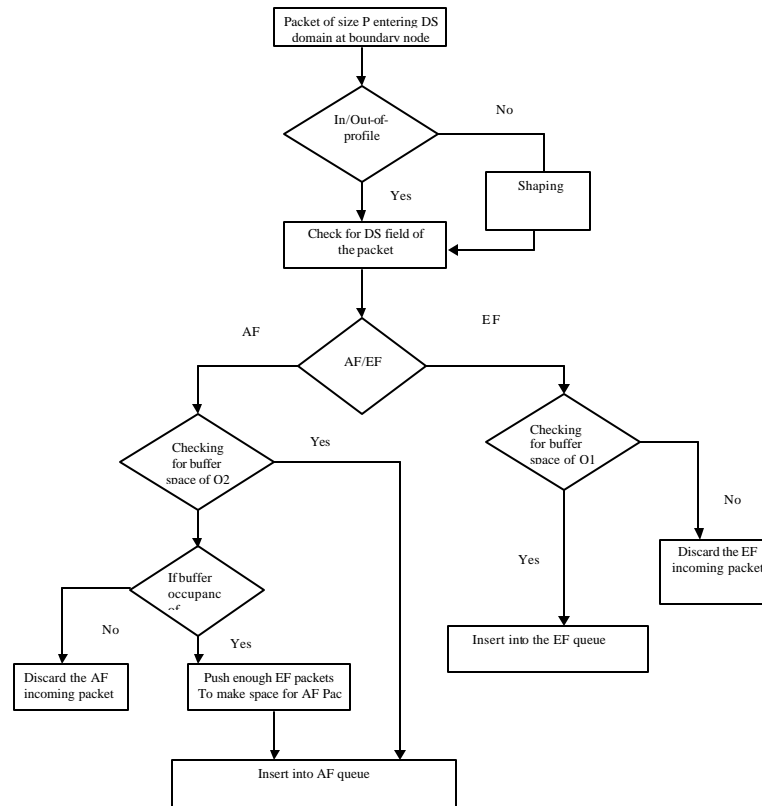 Packet of size P entering DS
domain at boundary node
In/Out-of-
profile
No
Shaping
Yes
Check for DS field of
the packet
AF
EF
AF/EF
Checking
for buffer
space of O2
Yes
Checking
for buffer
space of O1
No
Yes
Discard the EF
incoming packet
If buffer
occupanc
of
No
Yes
Insert into the EF queue
Discard the AF
incoming packet
Push enough EF packets
To make space for AF Pac
Insert into AF queue